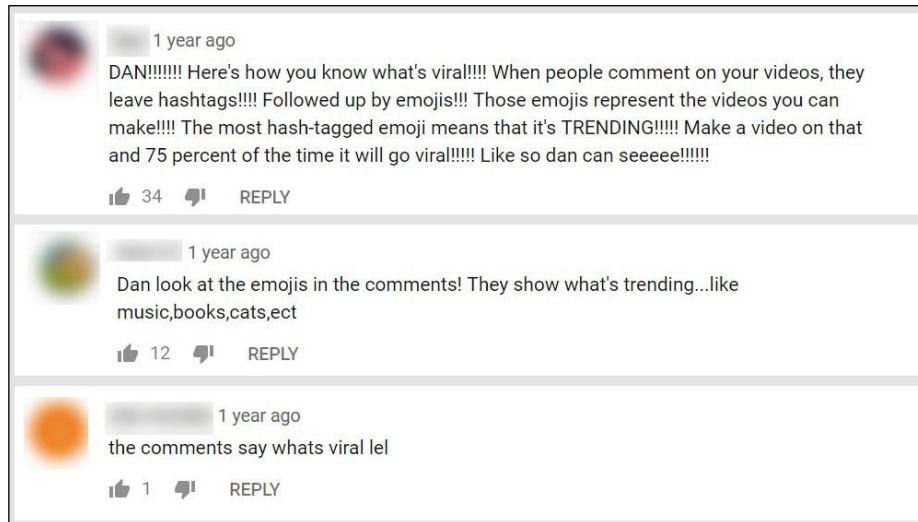 1 year ago
DAN!!!!!!! Here's how you know what's viral!!!! When people comment on your videos, they
leave hashtags!!!! Followed up by emojis!!! Those emojis represent the videos you can
make!!!! The most hash-tagged emoji means that it's TRENDING!!!!! Make a video on that
and 75 percent of the time it will go viral!!!!! Like so dan can seeeee!!!!!!
34 REPLY
1 year ago
Dan look at the emojis in the comments! They show what's trending...like
music,books,cats,ect
12 REPLY
1 year ago
the comments say whats viral lel
1 REPLY